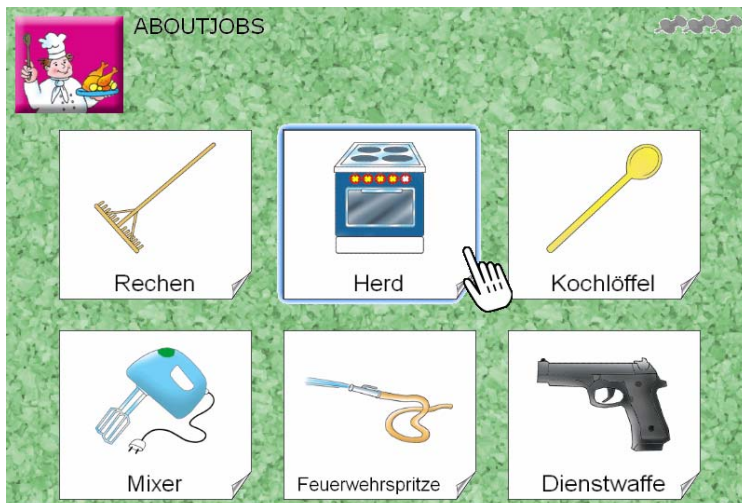 ABOUTJOBS
Rechen
Herd
Kochlöffel
Mixer
Feuerwehrspritze
Dienstwaffe